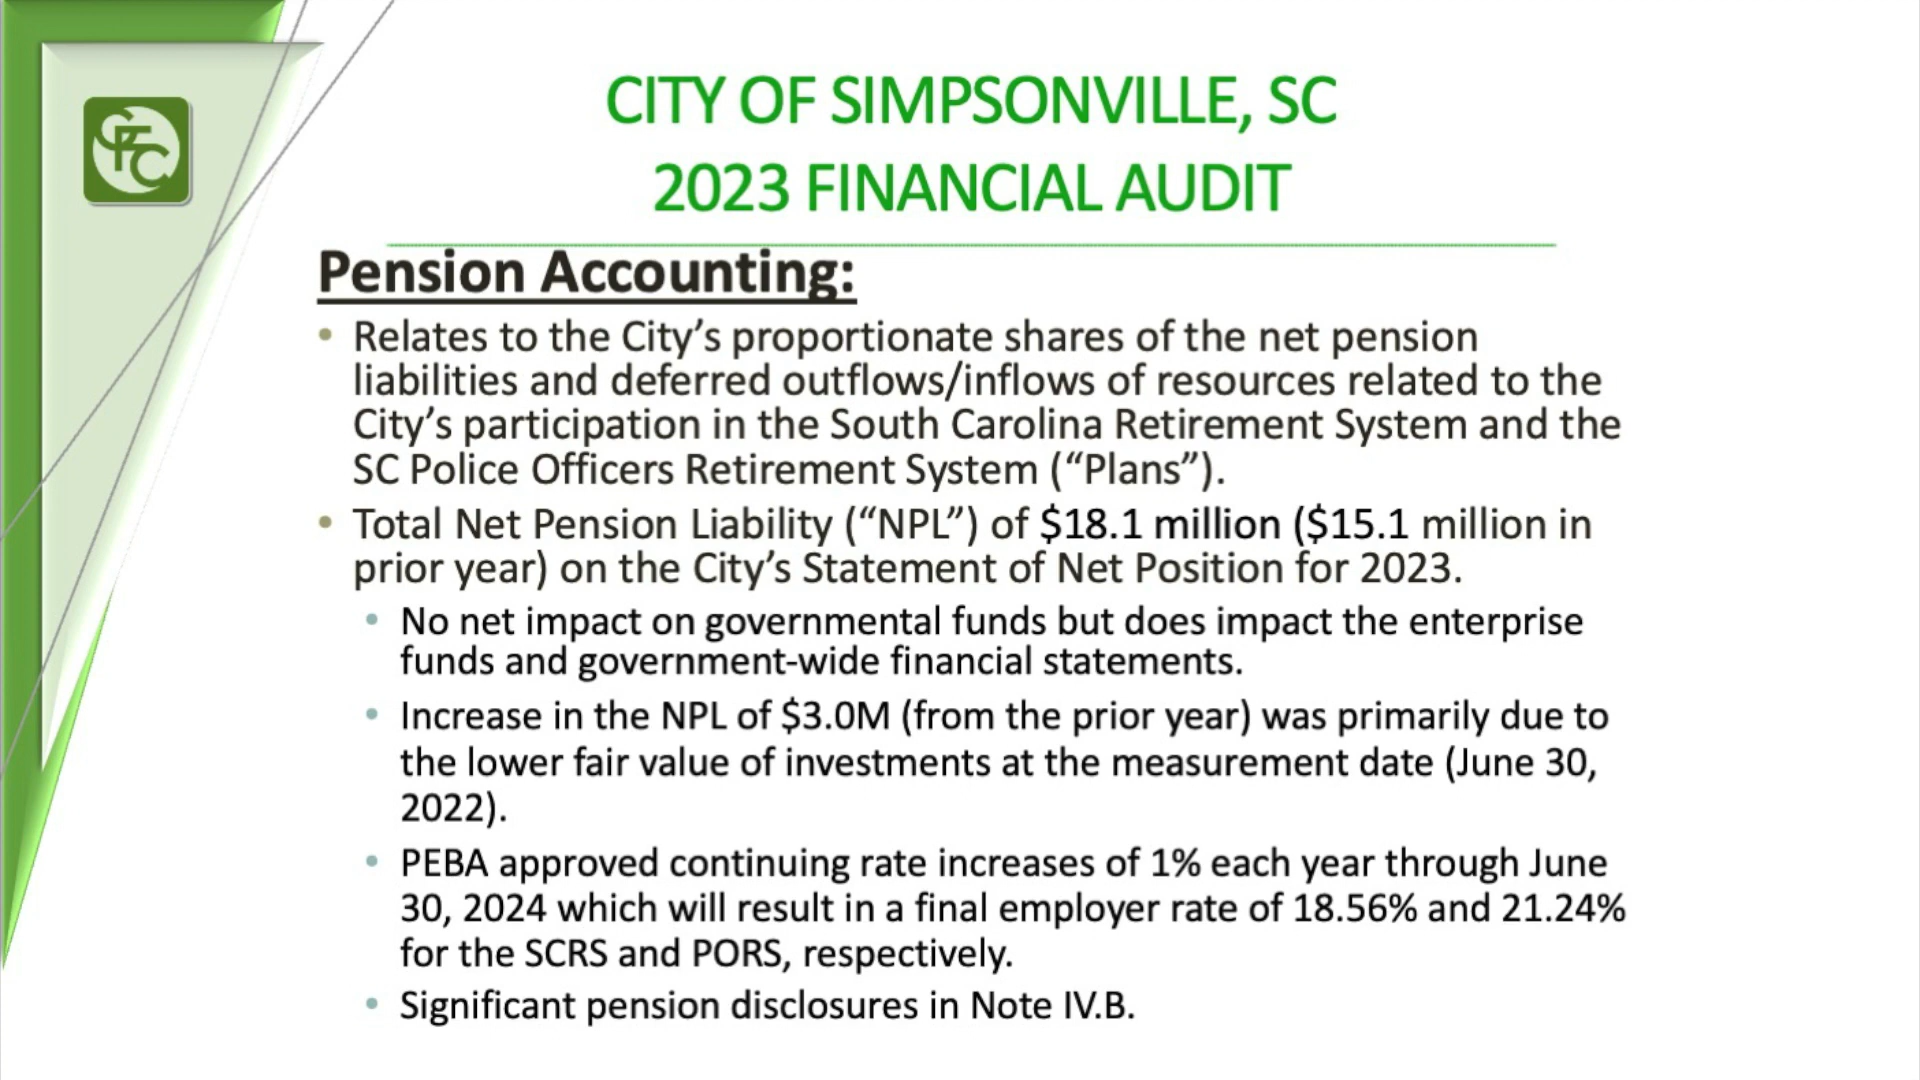 GFC
CITY OF SIMPSONVILLE, SC
2023 FINANCIAL AUDIT
Pension Accounting:
• Relates to the City’s proportionate shares of the net pension
liabilities and deferred outflows/inflows of resources related to the
City’s participation in the South Carolina Retirement System and the
SC Police Officers Retirement System (“Plans”).
• Total Net Pension Liability (“NPL”) of $18.1 million ($15.1 million in
prior year) on the City’s Statement of Net Position for 2023.
• No net impact on governmental funds but does impact the enterprise
funds and government-wide financial statements.
• Increase in the NPL of $3.0M (from the prior year) was primarily due to
the lower fair value of investments at the measurement date (June 30,
2022).
• PEBA approved continuing rate increases of 1% each year through June
30, 2024 which will result in a final employer rate of 18.56% and 21.24%
for the SCRS and PORS, respectively.
• Significant pension disclosures in Note IV.B.